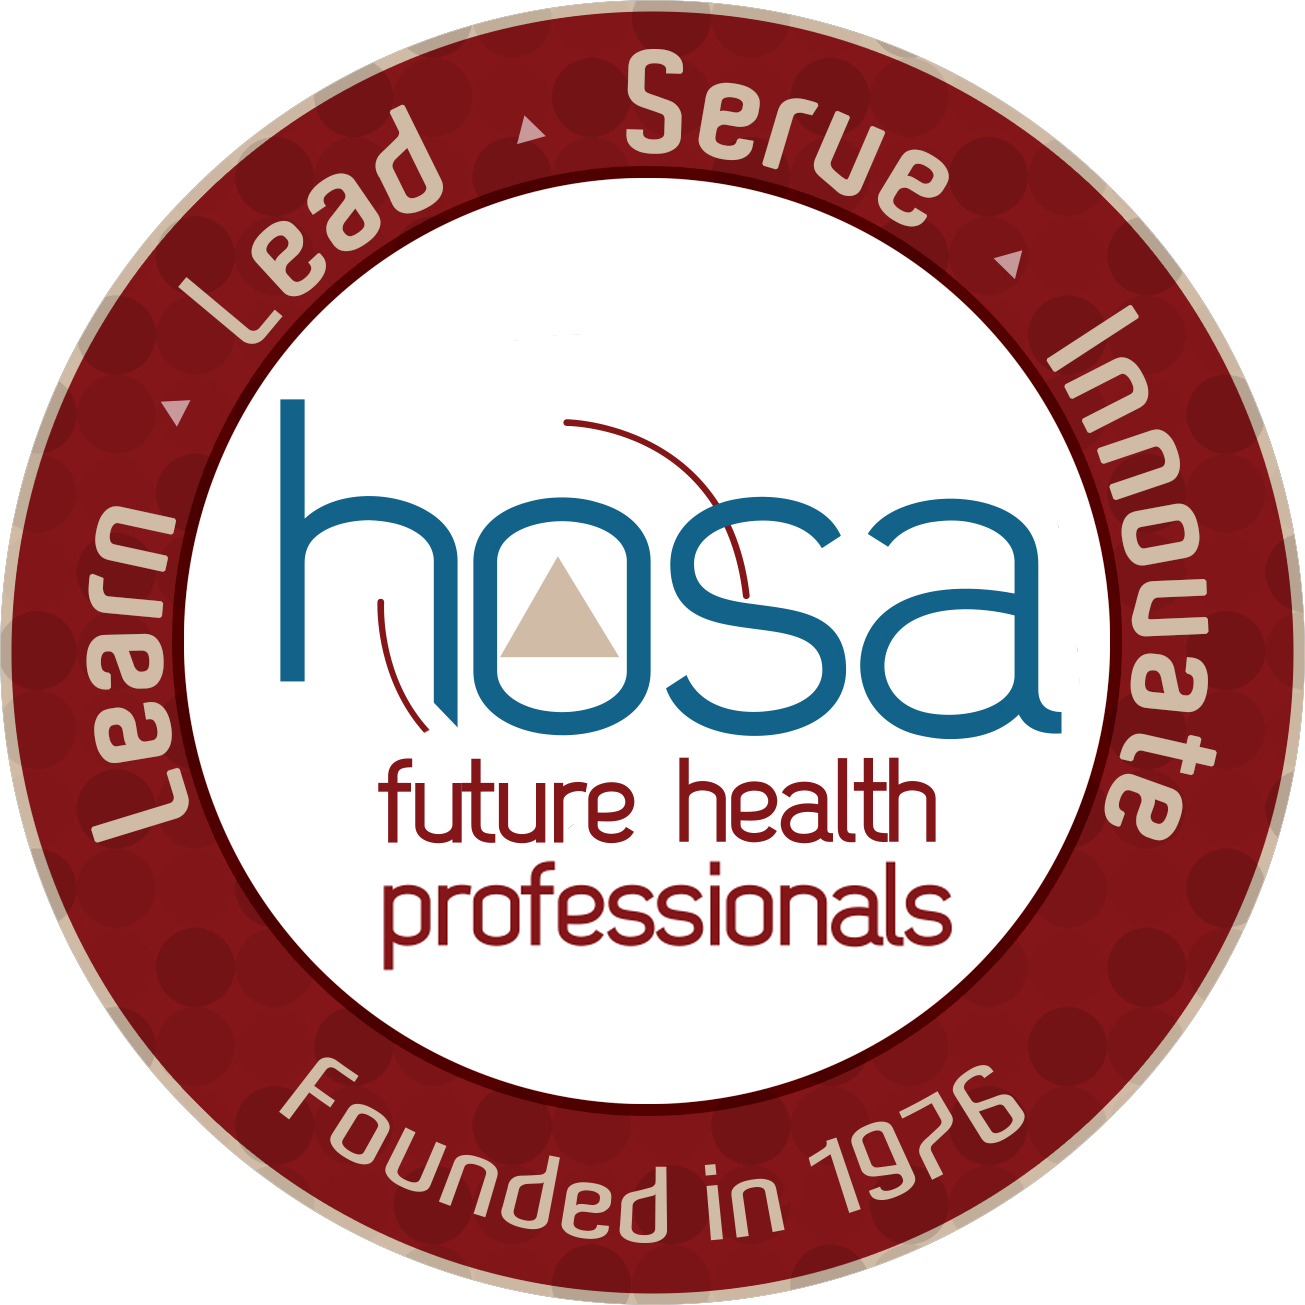 Learn Lead Serve Innovate
hosa
future health
professionals
Founded in 1976